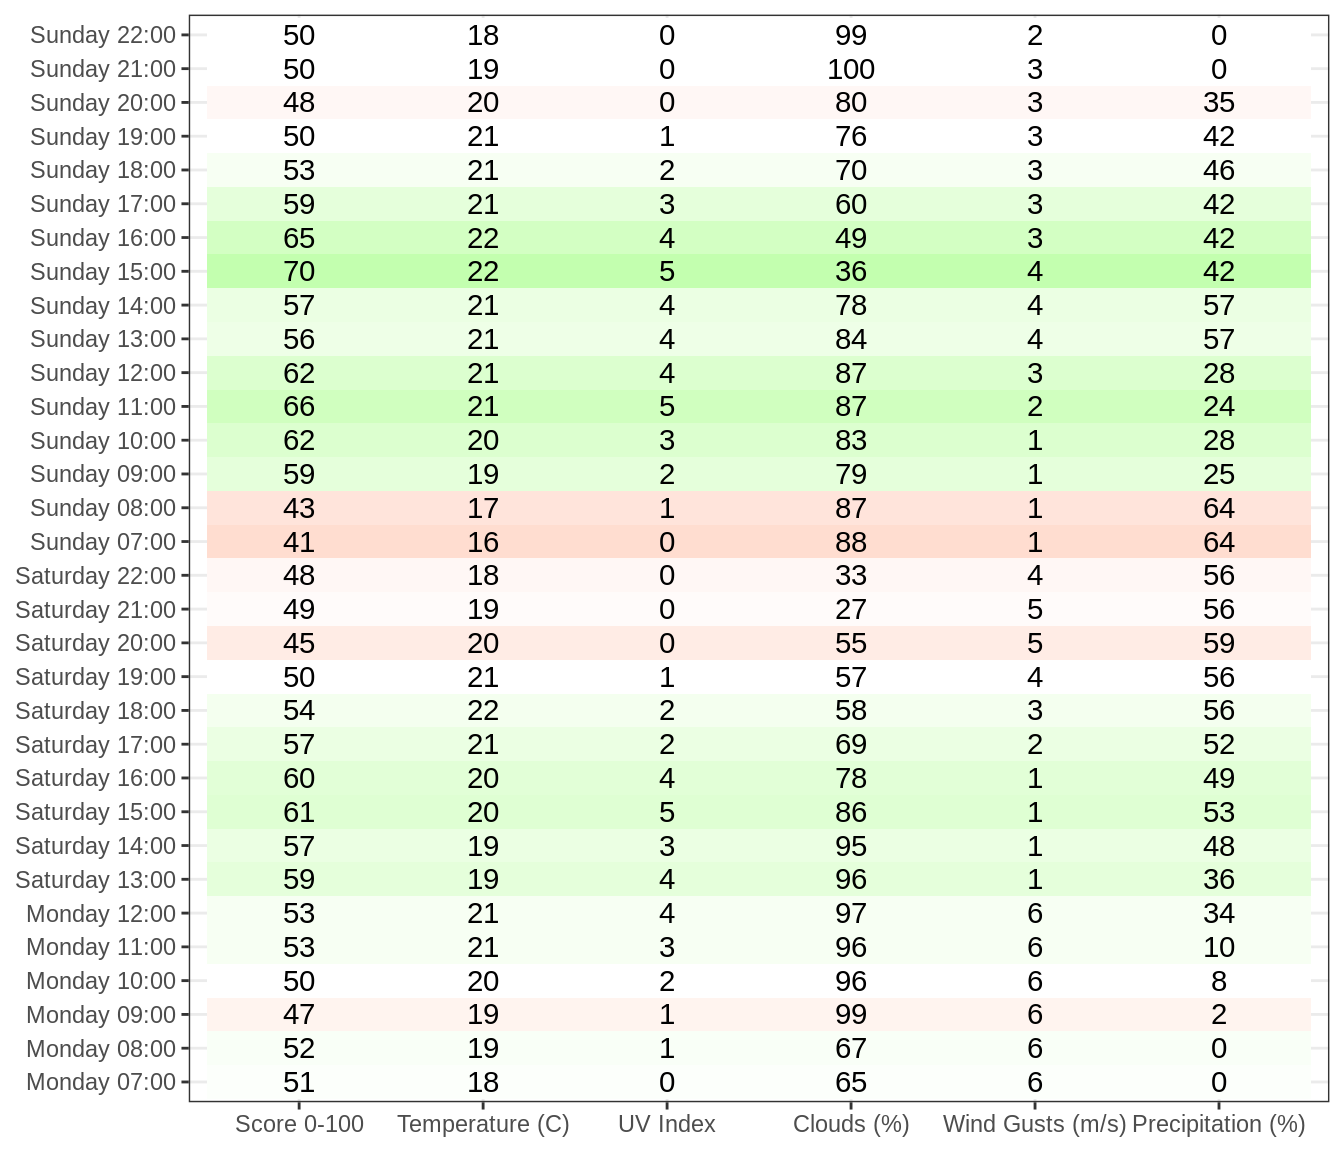 Sunday 22:00 50 18 0 99 2 0
Sunday 21:00 50 19 0 100 3 0
Sunday 20:00 48 20 0 80 3 35
Sunday 19:00 50 21 1 76 3 42
Sunday 18:00 53 21 2 70 3 46
Sunday 17:00 59 21 3 60 3 42
Sunday 16:00 65 22 4 49 3 42
Sunday 15:00 70 22 5 36 4 42
Sunday 14:00 57 21 4 78 4 57
Sunday 13:00 56 21 4 84 4 57
Sunday 12:00 62 21 4 87 3 28
Sunday 11:00 66 21 5 87 2 24
Sunday 10:00 62 20 3 83 1 28
Sunday 09:00 59 19 2 79 1 25
Sunday 08:00 43 17 1 87 1 64
Sunday 07:00 41 16 0 88 1 64
Saturday 22:00 48 18 0 33 4 56
Saturday 21:00 49 19 0 27 5 56
Saturday 20:00 45 20 0 55 5 59
Saturday 19:00 50 21 1 57 4 56
Saturday 18:00 54 22 2 58 3 56
Saturday 17:00 57 21 2 69 2 52
Saturday 16:00 60 20 4 78 1 49
Saturday 15:00 61 20 5 86 1 53
Saturday 14:00 57 19 3 95 1 48
Saturday 13:00 59 19 4 96 1 36
Monday 12:00 53 21 4 97 6 34
Monday 11:00 53 21 3 96 6 10
Monday 10:00 50 20 2 96 6 8
Monday 09:00 47 19 1 99 6 2
Monday 08:00 52 19 1 67 6 0
Monday 07:00 51 18 0 65 6 0
Score 0-100 Temperature (C) UV Index Clouds (%) Wind Gusts (m/s) Precipitation (%)